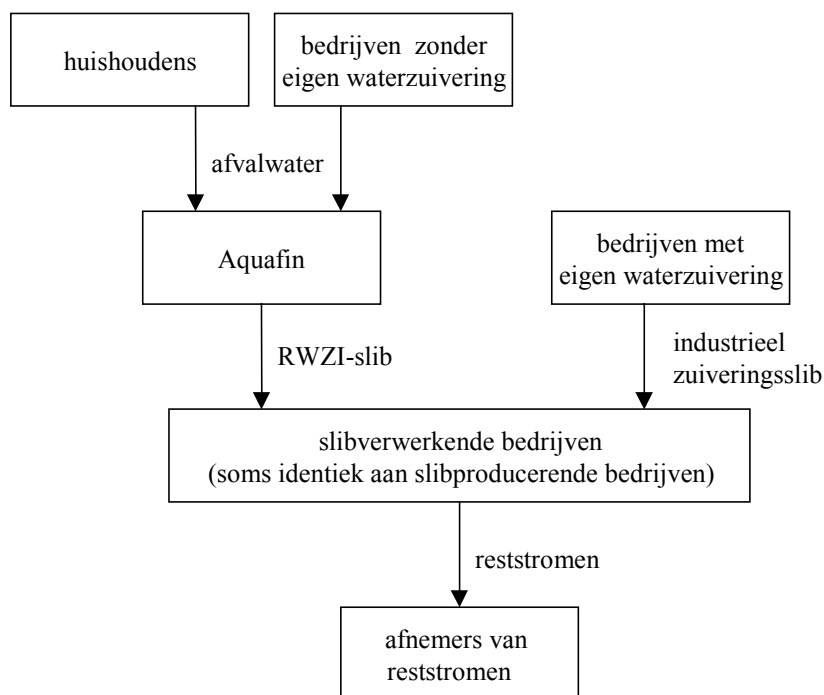 huishoudens
bedrijven zonder
eigen waterzuivering
afvalwater
Aquafin
bedrijven met
eigen waterzuivering
RWZI-slib
industrieel
zuiveringsslib
slibverwerkende bedrijven
(soms identiek aan slibproducerende bedrijven)
reststromen
afnemers van
reststromen